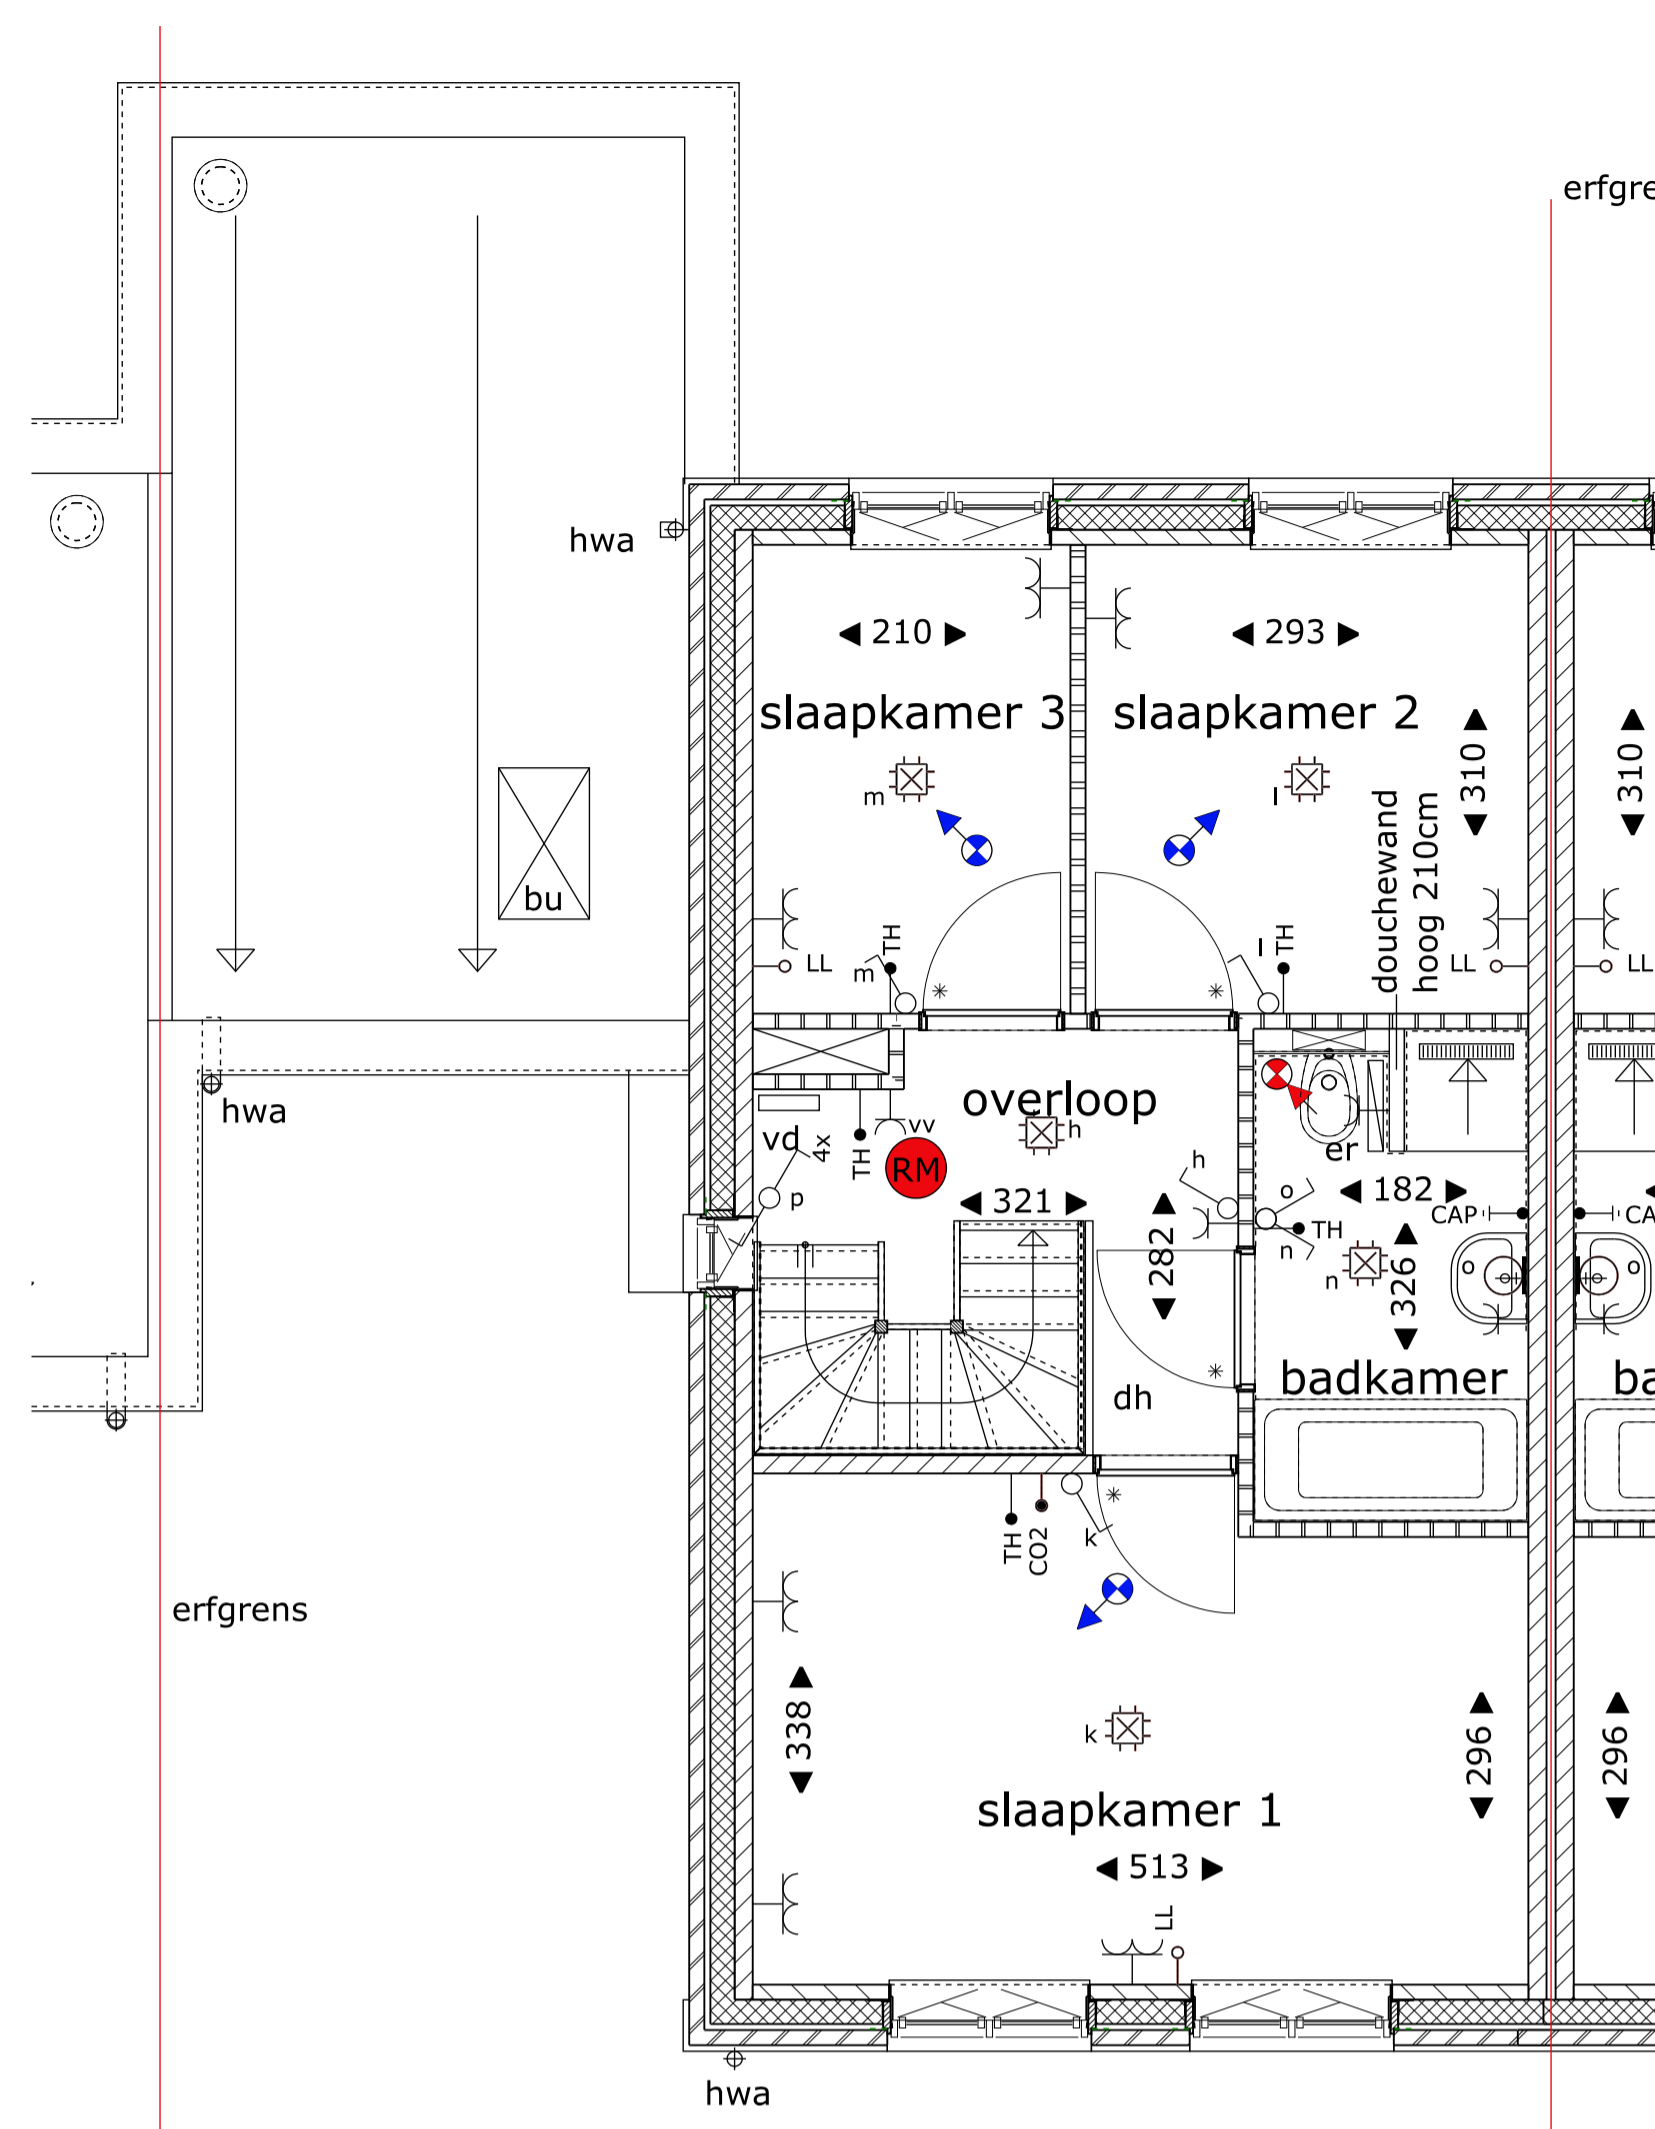 erfgre
hwa
210
293
slaapkamer 3
slaapkamer 2
310
310
m
l
douchewand
hoog 210cm
bu
TH
l
TH
LL
m
LL
LL
hwa
overloop
h
vv
vd
4x
TH
RM
er
p
321
h
o
182
CAP
CA
TH
n
282
n
326
o
o
dh
badkamer
ba
TH
CO2
k
erfgrens
338
k
296
296
slaapkamer 1
513
LL
hwa